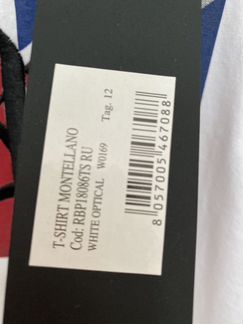 T-SHIRT MONTELLANO
Cod: RBP18086TS RU
WHITE OPTICAL W0169
Tag. 12
8 057005 467088